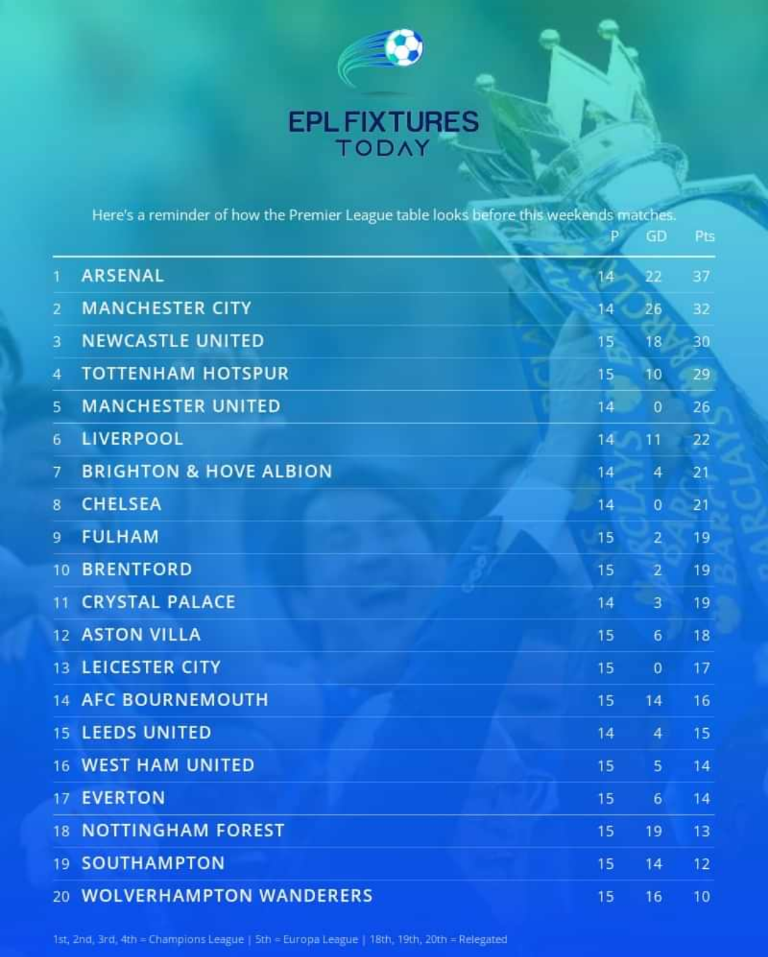 EPL FIXTURES
TODAY
Here's a reminder of how the Premier League table looks before this weekends matches.
P GD Pts
1 ARSENAL 14 22 37
2 MANCHESTER CITY 14 26 32
3 NEWCASTLE UNITED 15 18 30
4 TOTTENHAM HOTSPUR 15 10 29
5 MANCHESTER UNITED 14 0 26
6 LIVERPOOL 14 11 22
7 BRIGHTON & HOVE ALBION 14 4 21
8 CHELSEA 14 0 21
9 FULHAM 15 2 19
10 BRENTFORD 15 2 19
11 CRYSTAL PALACE 14 3 19
12 ASTON VILLA 15 6 18
13 LEICESTER CITY 15 0 17
14 AFC BOURNEMOUTH 15 14 16
15 LEEDS UNITED 14 4 15
16 WEST HAM UNITED 15 5 14
17 EVERTON 15 6 14
18 NOTTINGHAM FOREST 15 19 13
19 SOUTHAMPTON 15 14 12
20 WOLVERHAMPTON WANDERERS 15 16 10
1st, 2nd, 3rd, 4th = Champions League | 5th = Europa League | 18th, 19th, 20th = Relegated
BARCLAYS
BARCLAYS